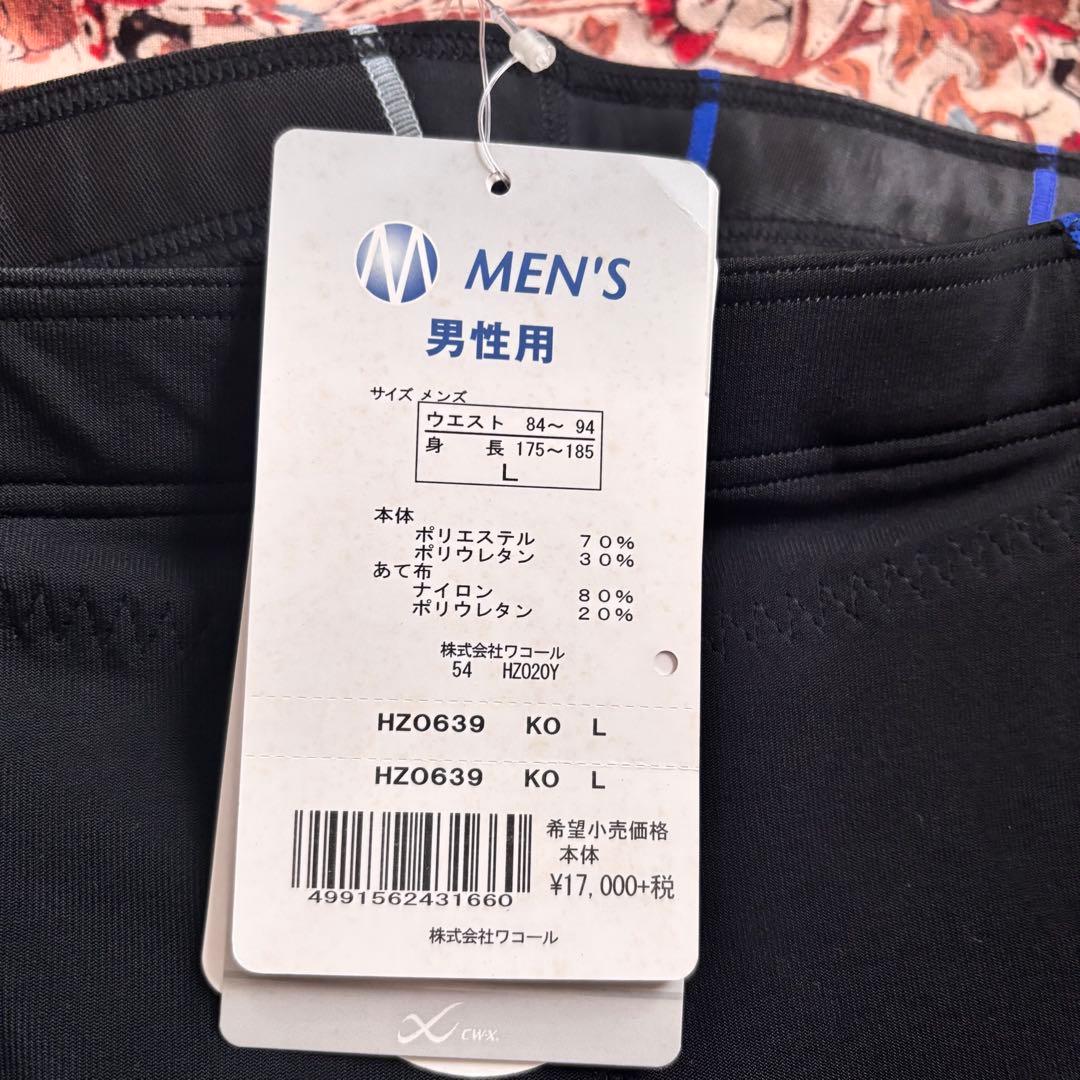 M MEN'S
男性用
サイズ メンズ
ウエスト 84～ 94
身 長 175～185
L
本体
ポリエステル 70%
ポリウレタン 30%
あて布
ナイロン 80%
ポリウレタン 20%
株式会社ワコール
54 HZ020Y
HZO639 KO L
HZO639 KO L
希望小売価格
本体
¥17,000+税
4991562431660
株式会社ワコール
CW-X.